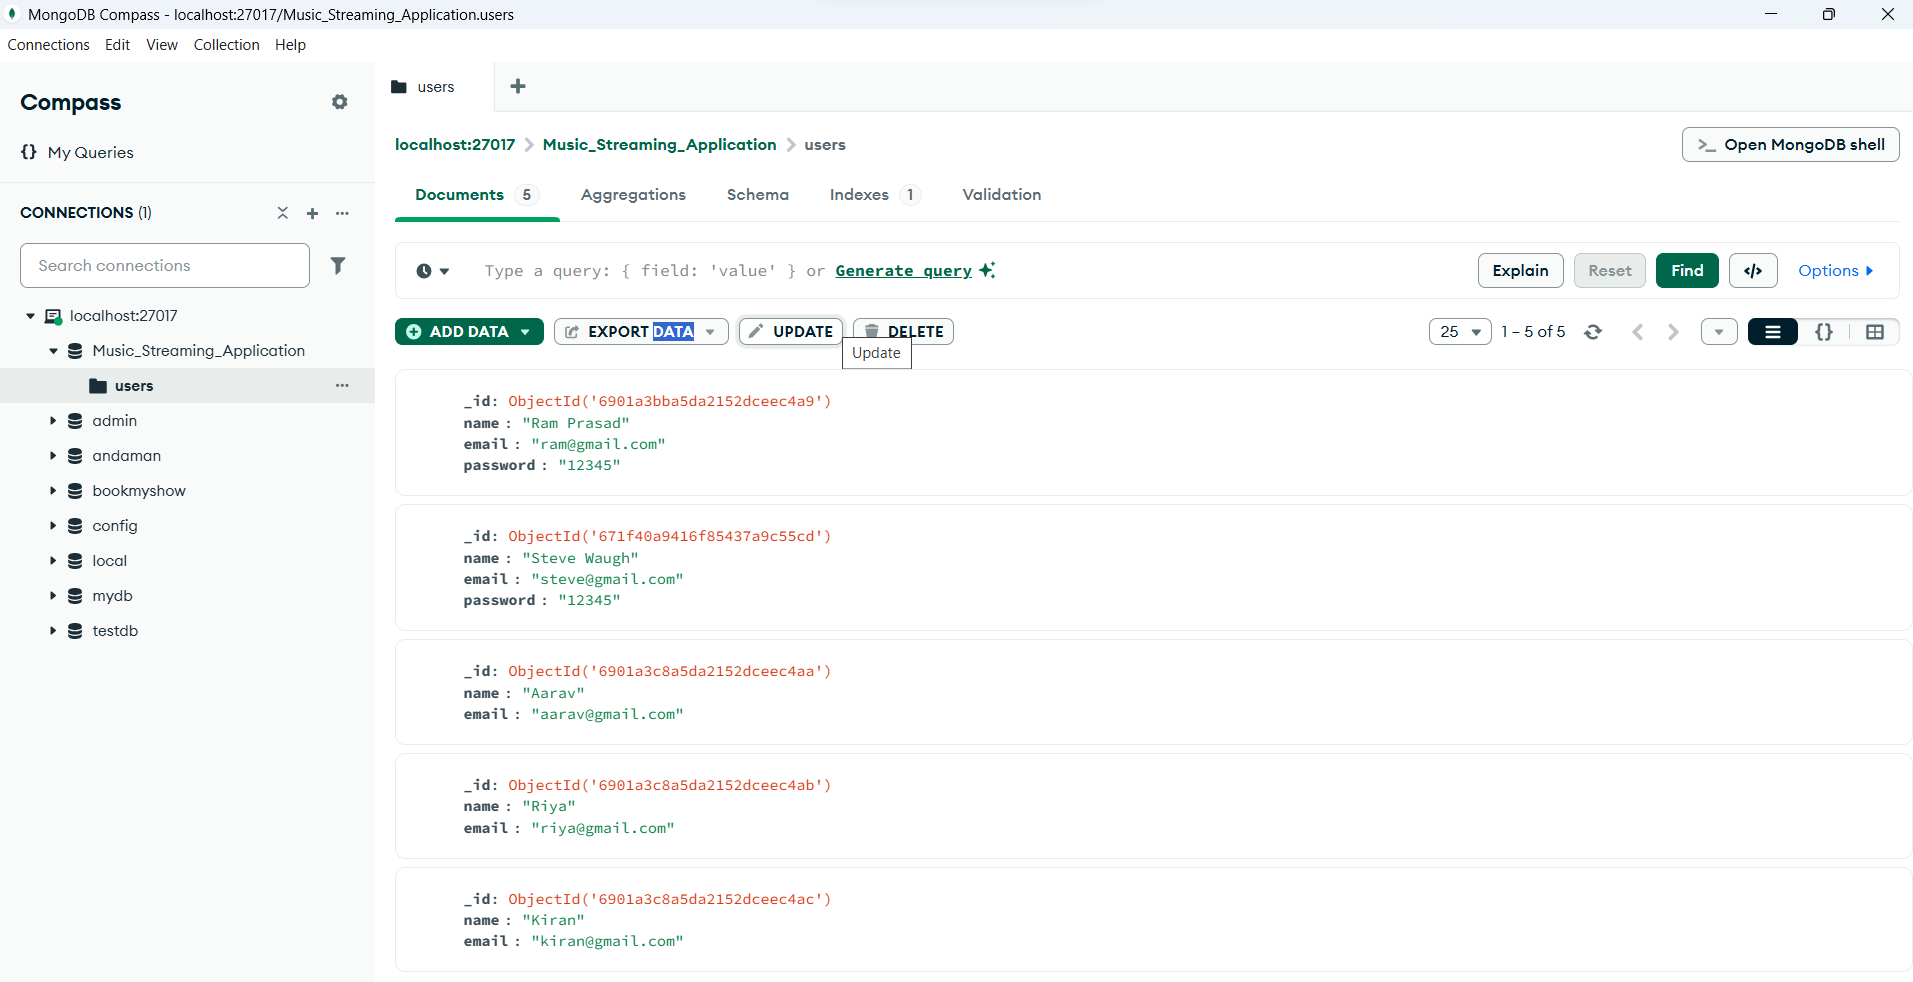 MongoDB Compass - localhost:27017/Music_Streaming_Application.users
Connections Edit View Collection Help
Compass
{} My Queries
CONNECTIONS (1)
Search connections
localhost:27017
Music_Streaming_Application
users
admin
andaman
bookmyshow
config
local
mydb
testdb
users
localhost:27017 > Music_Streaming_Application > users
>_ Open MongoDB shell
Documents 5 Aggregations Schema Indexes 1 Validation
Type a query: { field: 'value' } or Generate query
Explain Reset Find </> Options
ADD DATA EXPORT DATA UPDATE DELETE
25 1 – 5 of 5 {}
Update
_id: ObjectId('6901a3bba5da2152dceec4a9')
name : "Ram Prasad"
email : "ram@gmail.com"
password : "12345"
_id: ObjectId('671f40a9416f85437a9c55cd')
name : "Steve Waugh"
email : "steve@gmail.com"
password : "12345"
_id: ObjectId('6901a3c8a5da2152dceec4aa')
name : "Aarav"
email : "aarav@gmail.com"
_id: ObjectId('6901a3c8a5da2152dceec4ab')
name : "Riya"
email : "riya@gmail.com"
_id: ObjectId('6901a3c8a5da2152dceec4ac')
name : "Kiran"
email : "kiran@gmail.com"